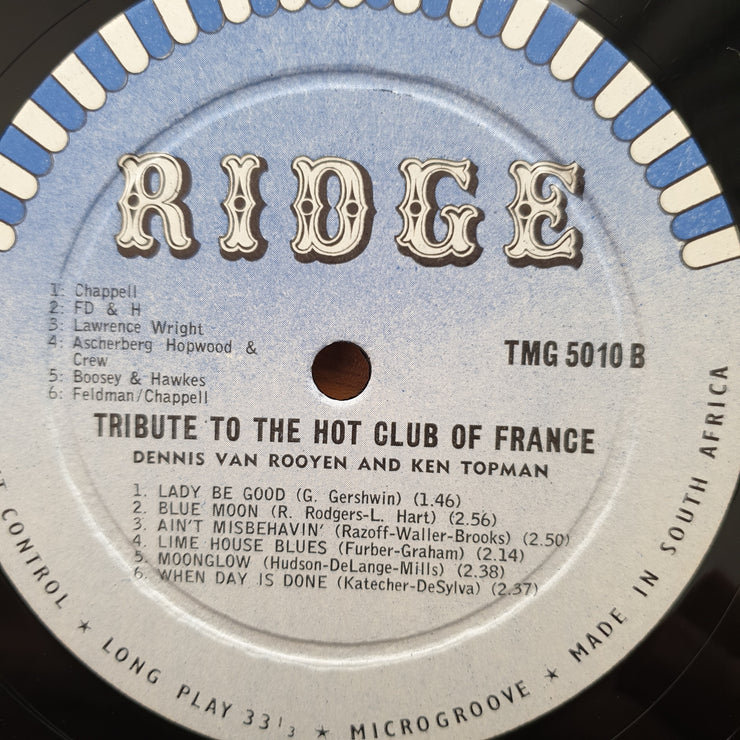 RIDGE
1: Chappell
2: FD & H
3: Lawrence Wright
4: Ascherberg Hopwood &
Crew
5: Boosey & Hawkes
6: Feldman/Chappell
TMG 5010 B
TRIBUTE TO THE HOT CLUB OF FRANCE
DENNIS VAN ROOYEN AND KEN TOPMAN
1. LADY BE GOOD (G. Gershwin) (1.46)
2. BLUE MOON (R. Rodgers-L. Hart) (2.56)
3. AIN'T MISBEHAVIN' (Razoff-Waller-Brooks) (2.50)
4. LIME HOUSE BLUES (Furber-Graham) (2.14)
5. MOONGLOW (Hudson-DeLange-Mills) (2.38)
6. WHEN DAY IS DONE (Katecher-DeSylva) (2.37)
CONTROL ★ LONG PLAY 33⅓ ★ MICROGROOVE ★ MADE IN SOUTH AFRICA